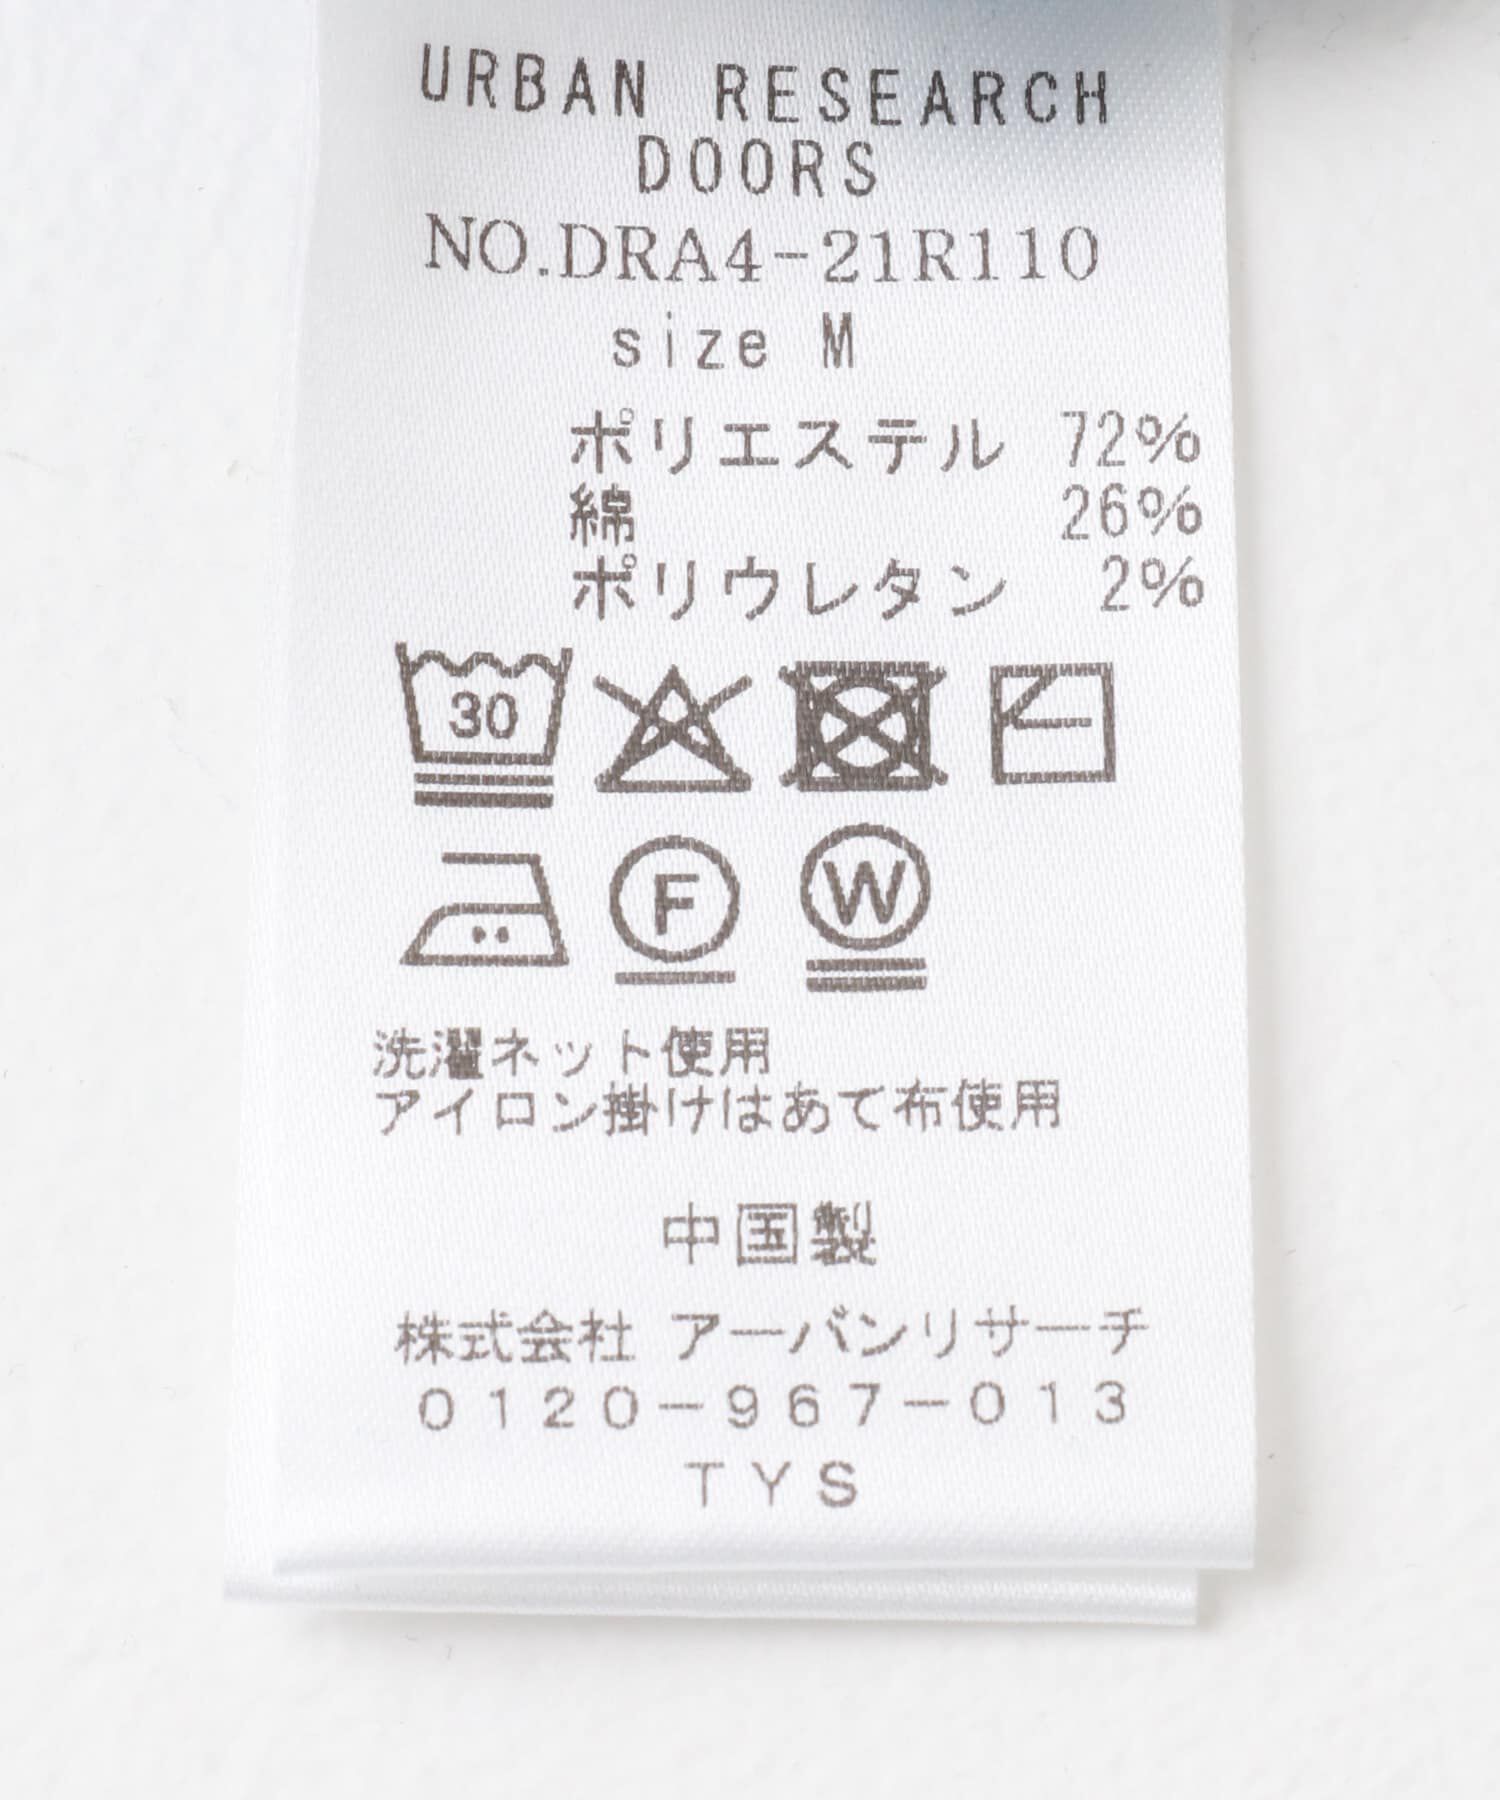 URBAN RESEARCH
DOORS
NO.DRA4-21R110
size M
ポリエステル 72%
綿 26%
ポリウレタン 2%
30
F
W
洗濯ネット使用
アイロン掛けはあて布使用
中国製
株式会社 アーバンリサーチ
0120-967-013
TYS